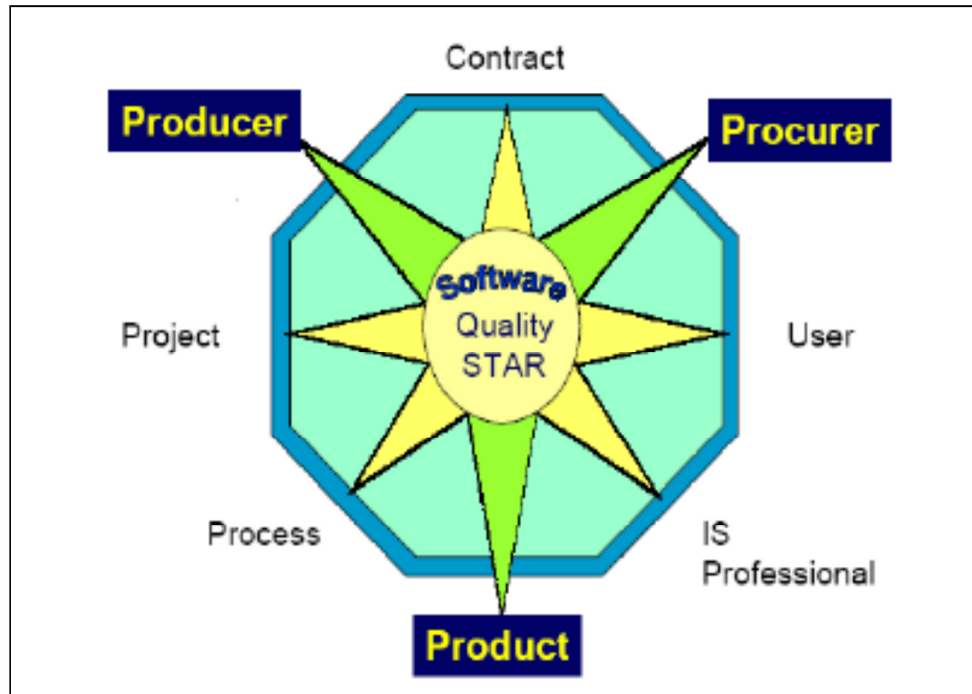 Contract
Producer
Procurer
Software
Quality
STAR
Project
User
Process
IS
Professional
Product